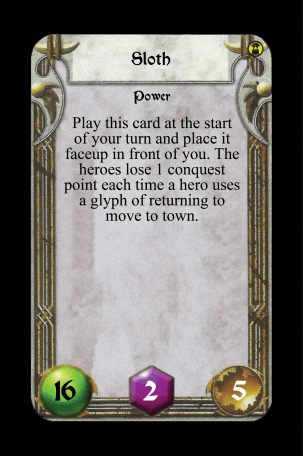 Sloth
Power
Play this card at the start
of your turn and place it
faceup in front of you. The
heroes lose 1 conquest
point each time a hero uses
a glyph of returning to
move to town.
16
2
5